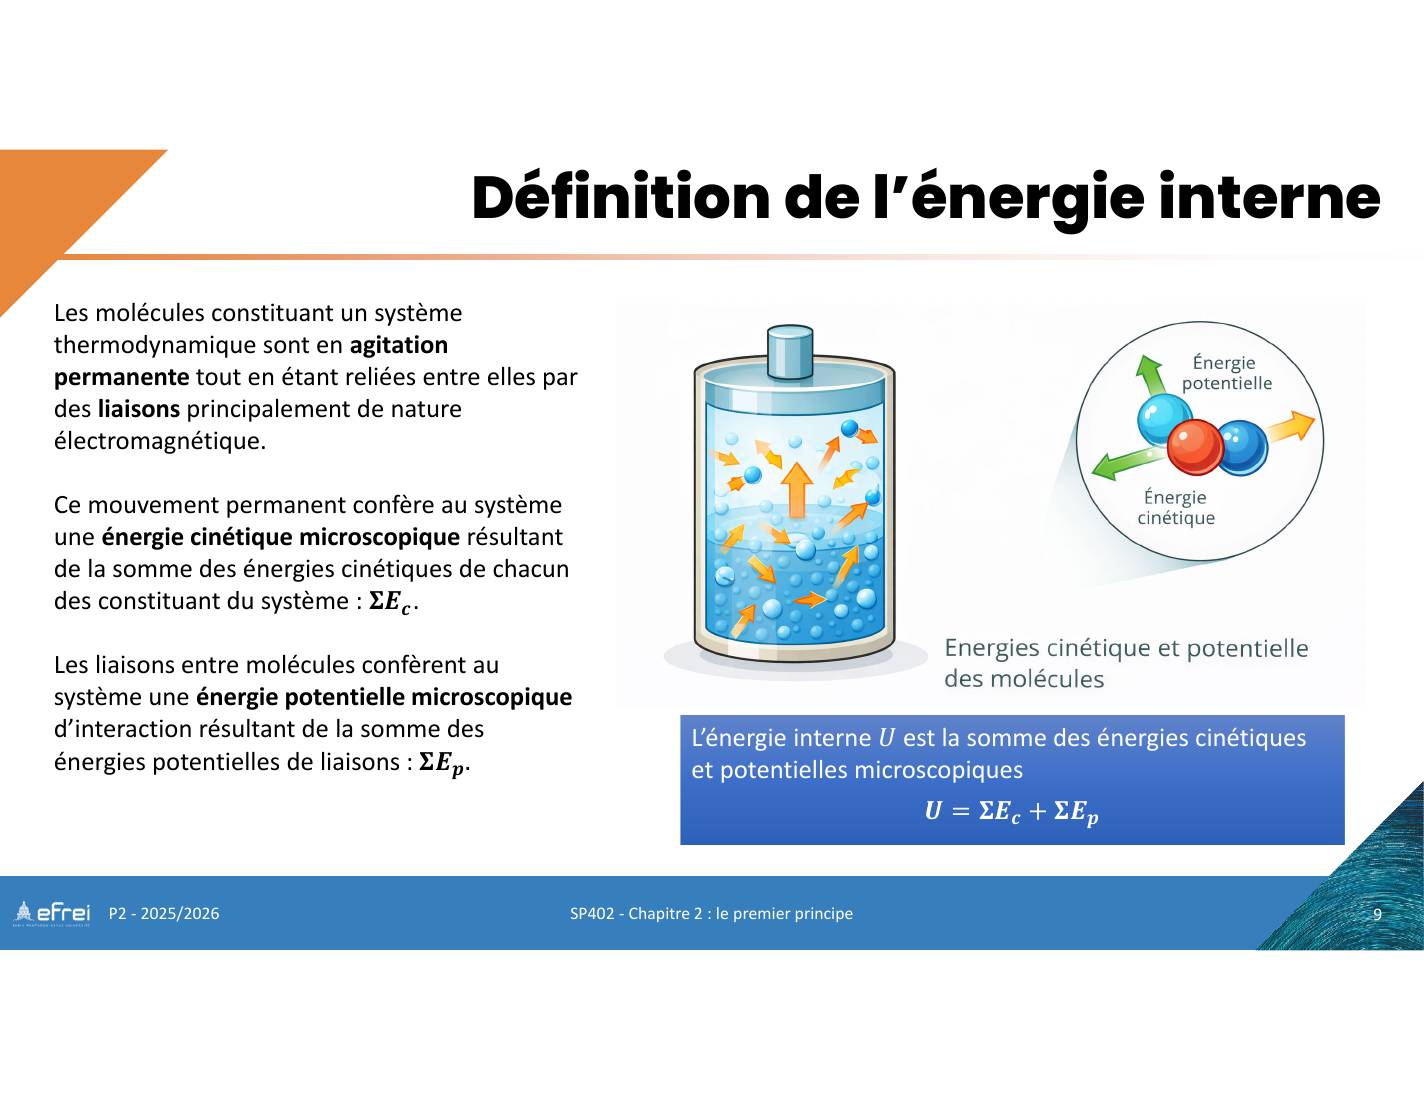 Définition de l’énergie interne
Les molécules constituant un système
thermodynamique sont en agitation
permanente tout en étant reliées entre elles par
des liaisons principalement de nature
électromagnétique.
Ce mouvement permanent confère au système
une énergie cinétique microscopique résultant
de la somme des énergies cinétiques de chacun
des constituant du système : ΣE_c.
Les liaisons entre molécules confèrent au
système une énergie potentielle microscopique
d’interaction résultant de la somme des
énergies potentielles de liaisons : ΣE_p.
Énergie
potentielle
Énergie
cinétique
Energies cinétique et potentielle
des molécules
L’énergie interne U est la somme des énergies cinétiques
et potentielles microscopiques
U = ΣE_c + ΣE_p
efrei
P2 - 2025/2026
SP402 - Chapitre 2 : le premier principe
9